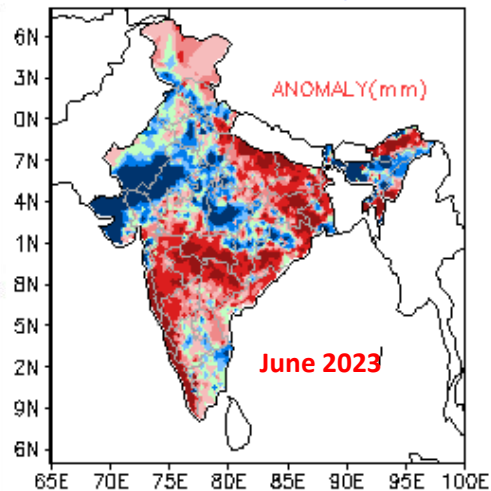 6N
ANOMALY(mm)
3N
0N
7N
4N
1N
8N
5N
June 2023
2N
9N
6N
65E 70E 75E 80E 85E 90E 95E 100E